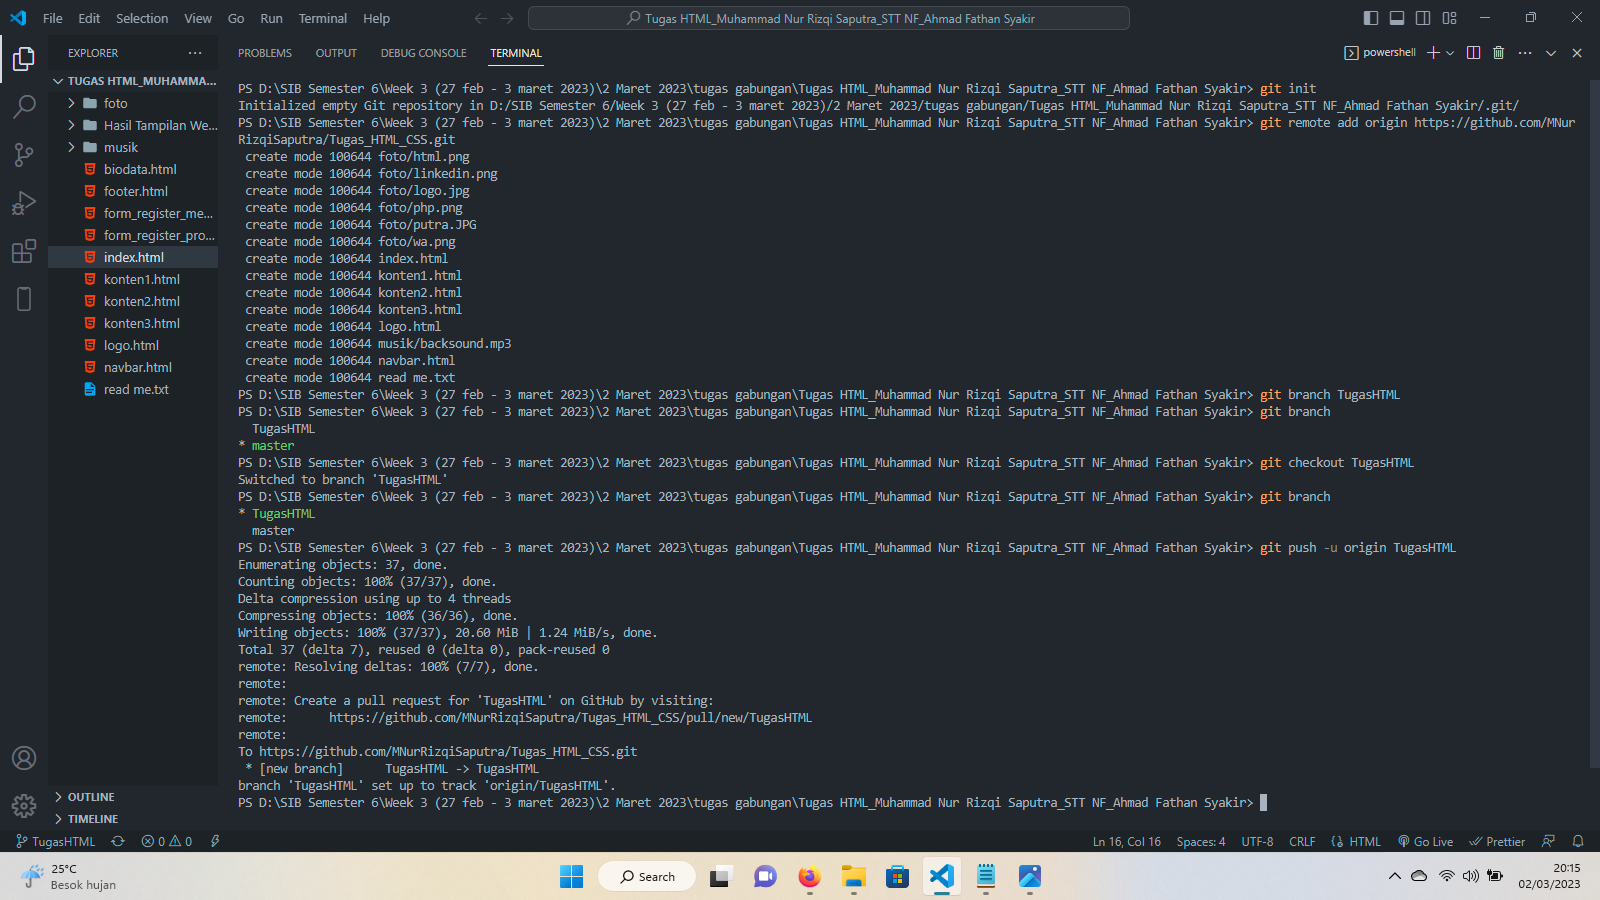 File Edit Selection View Go Run Terminal Help
Tugas HTML_Muhammad Nur Rizqi Saputra_STT NF_Ahmad Fathan Syakir
EXPLORER
PROBLEMS OUTPUT DEBUG CONSOLE TERMINAL
powershell
TUGAS HTML_MUHAMMA...
foto
Hasil Tampilan We...
musik
biodata.html
footer.html
form_register_me...
form_register_pro...
index.html
konten1.html
konten2.html
konten3.html
logo.html
navbar.html
read me.txt
OUTLINE
TIMELINE
PS D:\SIB Semester 6\Week 3 (27 feb - 3 maret 2023)\2 Maret 2023\tugas gabungan\Tugas HTML_Muhammad Nur Rizqi Saputra_STT NF_Ahmad Fathan Syakir> git init
Initialized empty Git repository in D:/SIB Semester 6/Week 3 (27 feb - 3 maret 2023)/2 Maret 2023/tugas gabungan/Tugas HTML_Muhammad Nur Rizqi Saputra_STT NF_Ahmad Fathan Syakir/.git/
PS D:\SIB Semester 6\Week 3 (27 feb - 3 maret 2023)\2 Maret 2023\tugas gabungan\Tugas HTML_Muhammad Nur Rizqi Saputra_STT NF_Ahmad Fathan Syakir> git remote add origin https://github.com/MNur
RizqiSaputra/Tugas_HTML_CSS.git
create mode 100644 foto/html.png
create mode 100644 foto/linkedin.png
create mode 100644 foto/logo.jpg
create mode 100644 foto/php.png
create mode 100644 foto/putra.JPG
create mode 100644 foto/wa.png
create mode 100644 index.html
create mode 100644 konten1.html
create mode 100644 konten2.html
create mode 100644 konten3.html
create mode 100644 logo.html
create mode 100644 musik/backsound.mp3
create mode 100644 navbar.html
create mode 100644 read me.txt
PS D:\SIB Semester 6\Week 3 (27 feb - 3 maret 2023)\2 Maret 2023\tugas gabungan\Tugas HTML_Muhammad Nur Rizqi Saputra_STT NF_Ahmad Fathan Syakir> git branch TugasHTML
PS D:\SIB Semester 6\Week 3 (27 feb - 3 maret 2023)\2 Maret 2023\tugas gabungan\Tugas HTML_Muhammad Nur Rizqi Saputra_STT NF_Ahmad Fathan Syakir> git branch
TugasHTML
* master
PS D:\SIB Semester 6\Week 3 (27 feb - 3 maret 2023)\2 Maret 2023\tugas gabungan\Tugas HTML_Muhammad Nur Rizqi Saputra_STT NF_Ahmad Fathan Syakir> git checkout TugasHTML
Switched to branch 'TugasHTML'
PS D:\SIB Semester 6\Week 3 (27 feb - 3 maret 2023)\2 Maret 2023\tugas gabungan\Tugas HTML_Muhammad Nur Rizqi Saputra_STT NF_Ahmad Fathan Syakir> git branch
* TugasHTML
master
PS D:\SIB Semester 6\Week 3 (27 feb - 3 maret 2023)\2 Maret 2023\tugas gabungan\Tugas HTML_Muhammad Nur Rizqi Saputra_STT NF_Ahmad Fathan Syakir> git push -u origin TugasHTML
Enumerating objects: 37, done.
Counting objects: 100% (37/37), done.
Delta compression using up to 4 threads
Compressing objects: 100% (36/36), done.
Writing objects: 100% (37/37), 20.60 MiB | 1.24 MiB/s, done.
Total 37 (delta 7), reused 0 (delta 0), pack-reused 0
remote: Resolving deltas: 100% (7/7), done.
remote:
remote: Create a pull request for 'TugasHTML' on GitHub by visiting:
remote: https://github.com/MNurRizqiSaputra/Tugas_HTML_CSS/pull/new/TugasHTML
remote:
To https://github.com/MNurRizqiSaputra/Tugas_HTML_CSS.git
* [new branch] TugasHTML -> TugasHTML
branch 'TugasHTML' set up to track 'origin/TugasHTML'.
PS D:\SIB Semester 6\Week 3 (27 feb - 3 maret 2023)\2 Maret 2023\tugas gabungan\Tugas HTML_Muhammad Nur Rizqi Saputra_STT NF_Ahmad Fathan Syakir>
TugasHTML 0 0 Ln 16, Col 16 Spaces: 4 UTF-8 CRLF HTML Go Live Prettier
25°C
Besok hujan
Search
20:15
02/03/2023